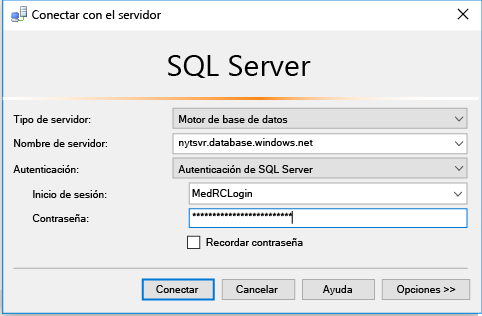 Conectar con el servidor
SQL Server
Tipo de servidor: Motor de base de datos
Nombre de servidor: nytsvr.database.windows.net
Autenticación: Autenticación de SQL Server
Inicio de sesión: MedRCLogin
Contraseña: *************************
Recordar contraseña
Conectar Cancelar Ayuda Opciones >>